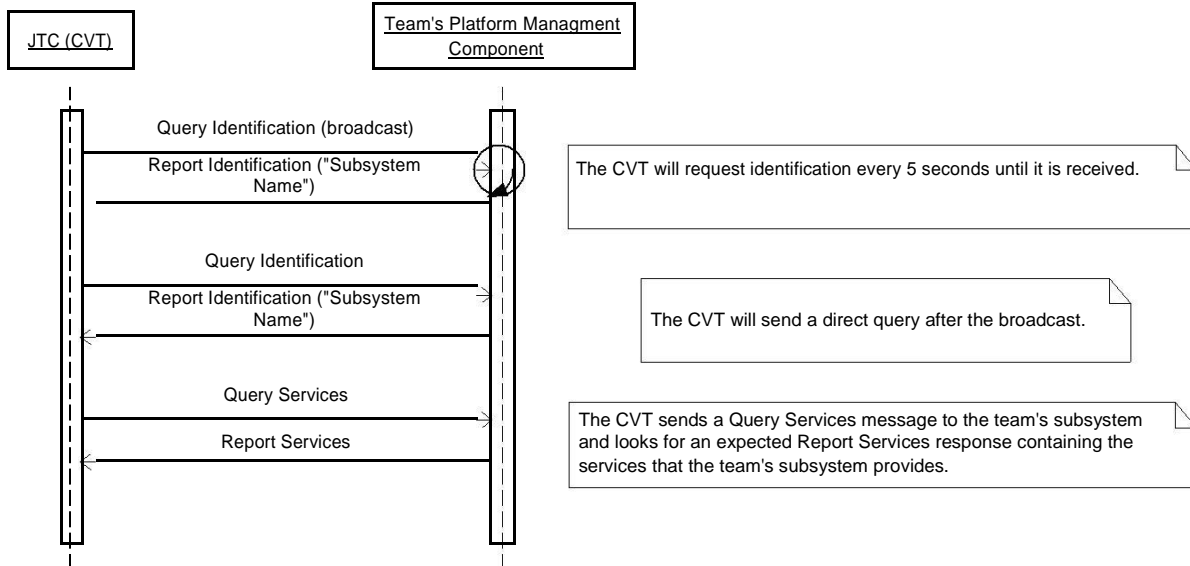 JTC (CVT)
Team's Platform Managment
Component
Query Identification (broadcast)
Report Identification ("Subsystem
Name")
The CVT will request identification every 5 seconds until it is received.
Query Identification
Report Identification ("Subsystem
Name")
The CVT will send a direct query after the broadcast.
Query Services
Report Services
The CVT sends a Query Services message to the team's subsystem
and looks for an expected Report Services response containing the
services that the team's subsystem provides.